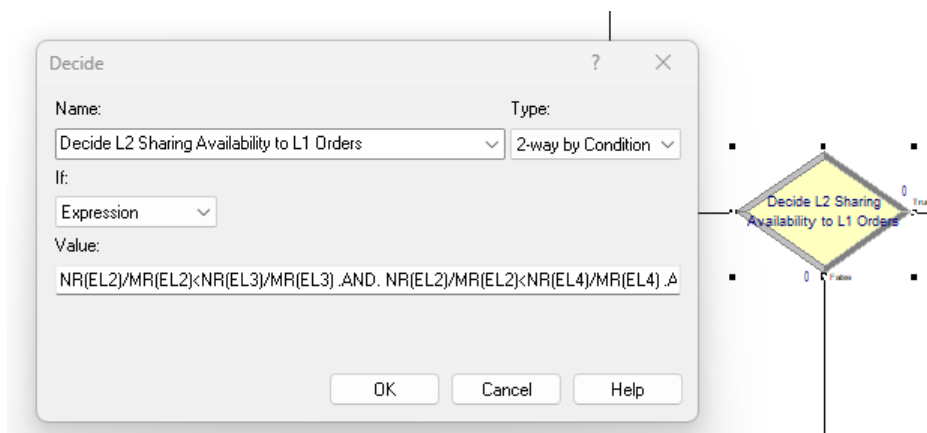 Decide
?
Name:
Type:
Decide L2 Sharing Availability to L1 Orders
2-way by Condition
If:
Expression
Value:
NR(EL2)/MR(EL2)<NR(EL3)/MR(EL3) .AND. NR(EL2)/MR(EL2)<NR(EL4)/MR(EL4) .A
OK
Cancel
Help
Decide L2 Sharing
Availability to L1 Orders
0
Tru
0
False